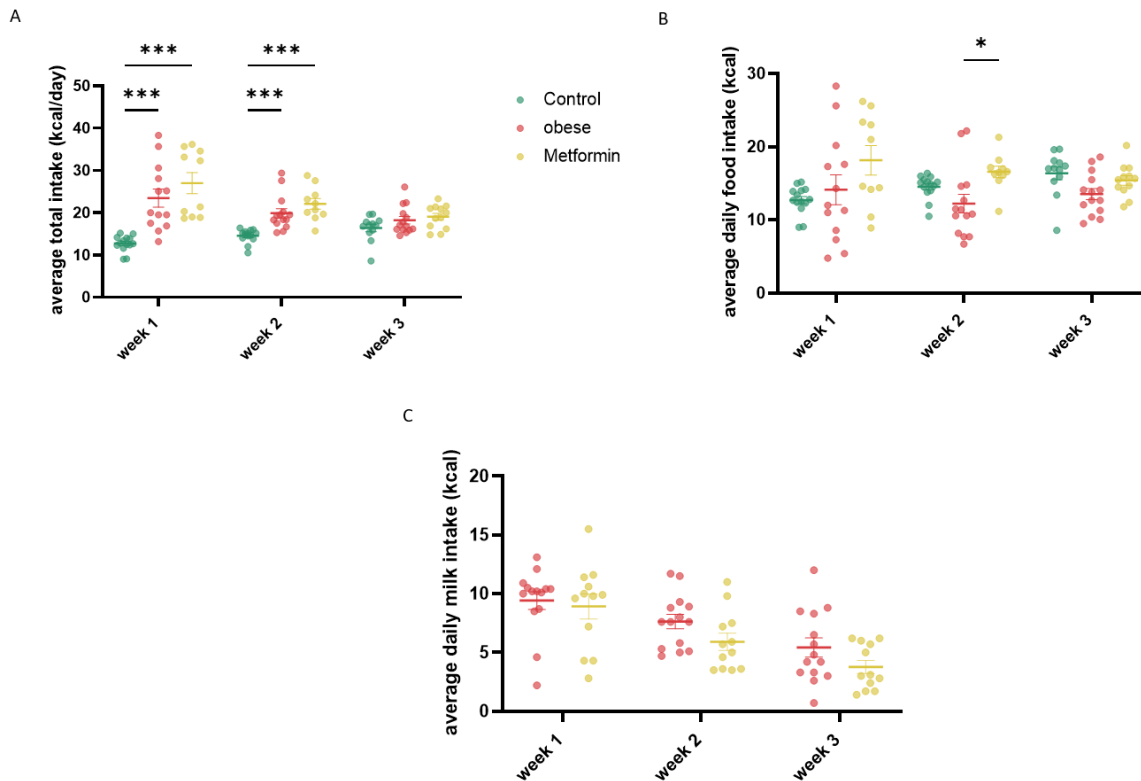 A
*** ***
*** ***
average total intake (kcal/day)
50
40
30
20
10
0
week 1 week 2 week 3
Control
obese
Metformin
B
*
average daily food intake (kcal)
30
20
10
0
week 1 week 2 week 3
C
average daily milk intake (kcal)
20
15
10
5
0
week 1 week 2 week 3